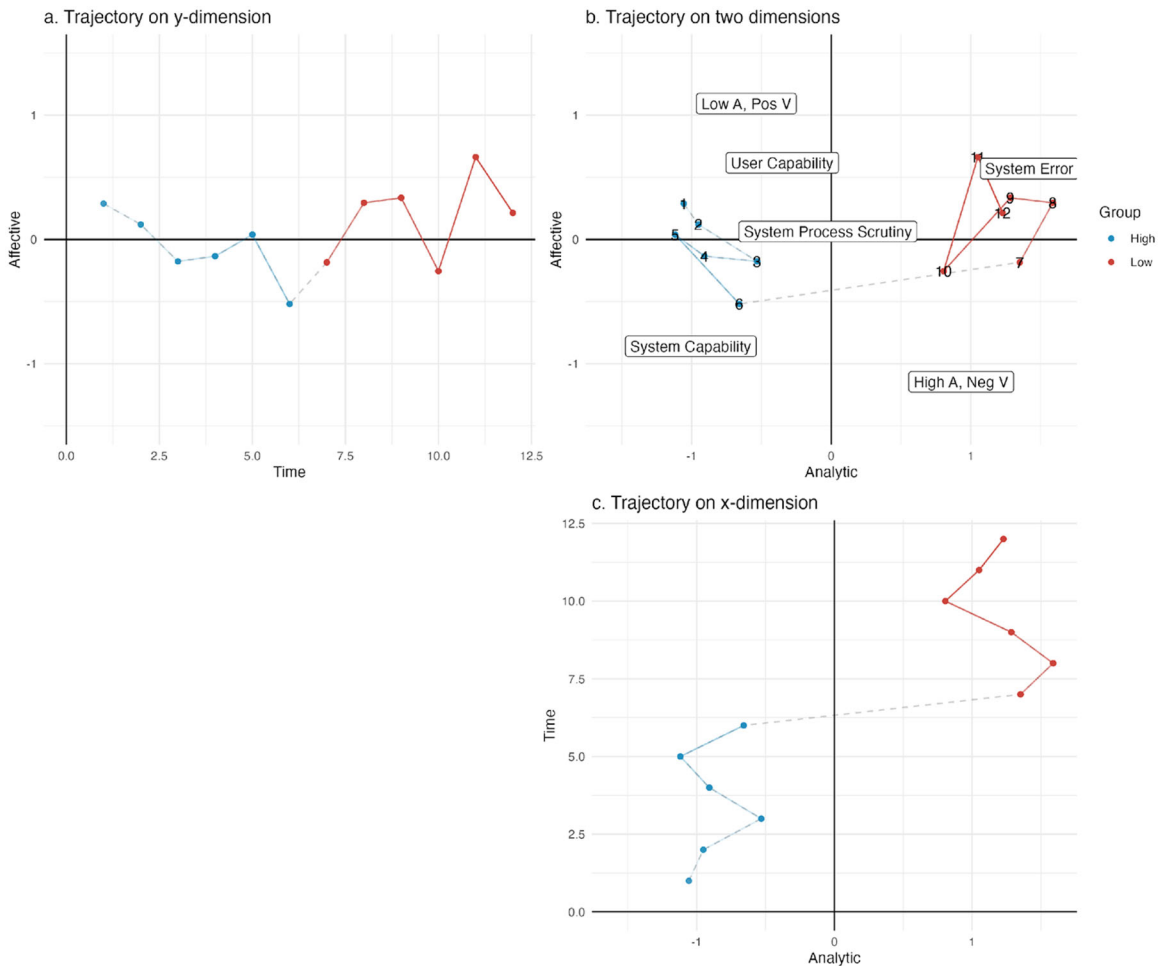 a. Trajectory on y-dimension
Affective
1
0
-1
0.0 2.5 5.0 7.5 10.0 12.5
Time
b. Trajectory on two dimensions
Affective
1
0
-1
Low A, Pos V
User Capability
System Error
System Process Scrutiny
System Capability
High A, Neg V
1
2
3
4
5
6
7
8
9
10
11
12
-1 0 1
Analytic
Group
High
Low
c. Trajectory on x-dimension
Time
12.5
10.0
7.5
5.0
2.5
0.0
-1 0 1
Analytic